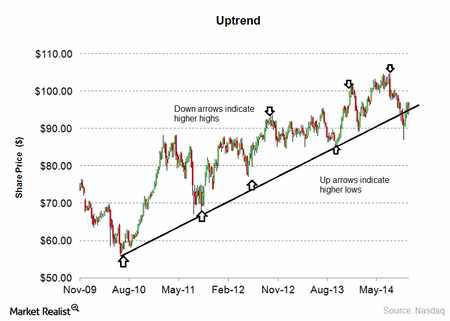 Uptrend
$110.00
$100.00
$90.00
$80.00
$70.00
$60.00
$50.00
Share Price ($)
Down arrows indicate
higher highs
Up arrows indicate
higher lows
Nov-09 Aug-10 May-11 Feb-12 Nov-12 Aug-13 May-14
Market Realist
Source: Nasdaq